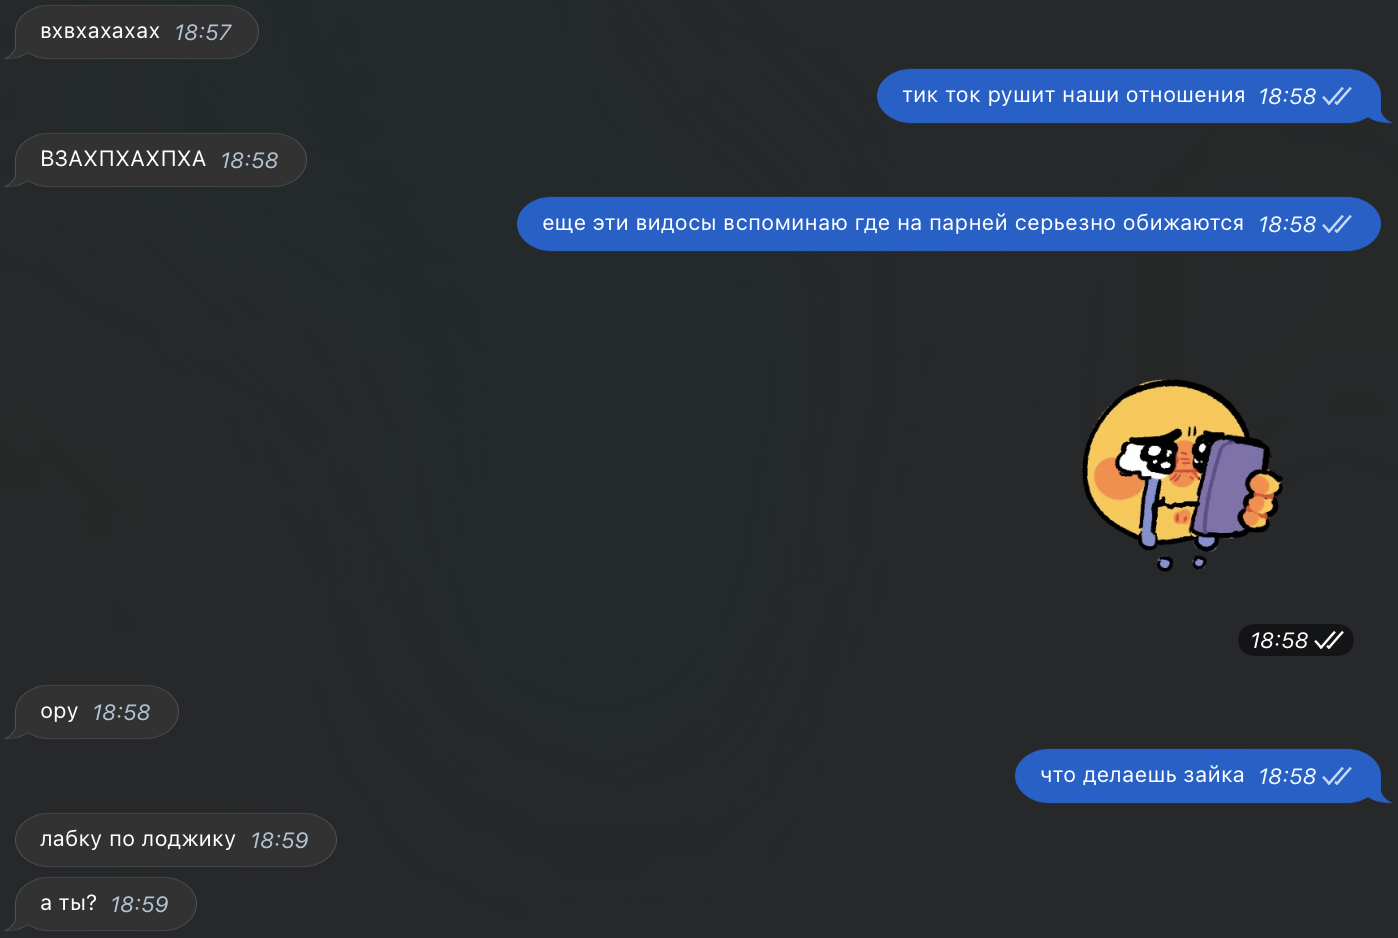 вхвхахахах 18:57
тик ток рушит наши отношения 18:58
ВЗАХПХАХПХА 18:58
еще эти видосы вспоминаю где на парней серьезно обижаются 18:58
18:58
ору 18:58
что делаешь зайка 18:58
лабку по лоджику 18:59
а ты? 18:59